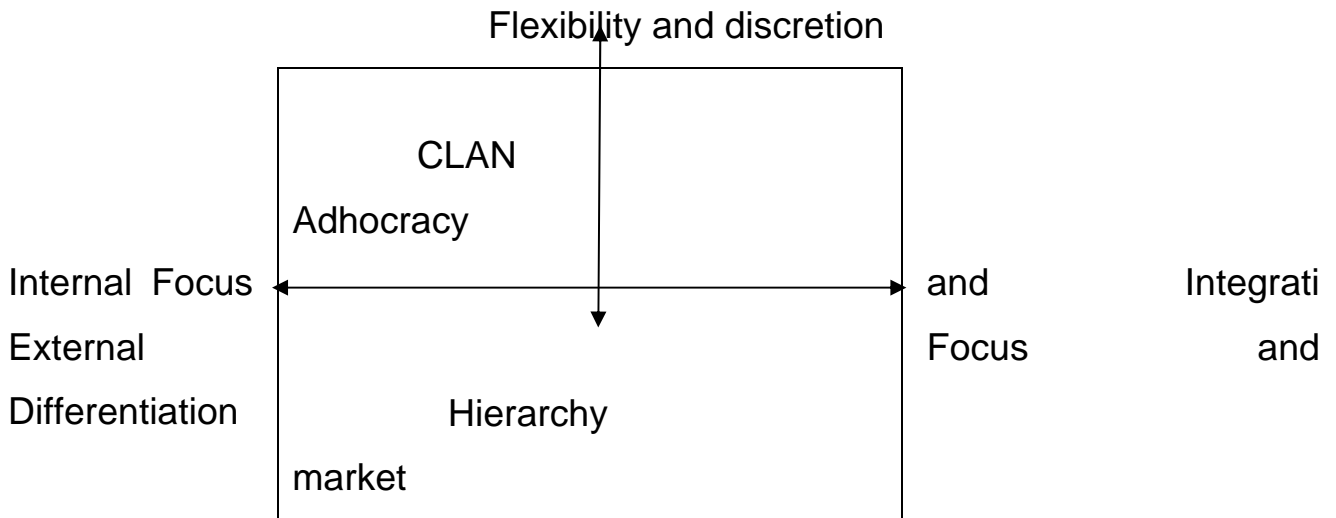 Flexibility and discretion
CLAN
Adhocracy
Internal Focus and Integrati
External Focus and
Differentiation Hierarchy
market